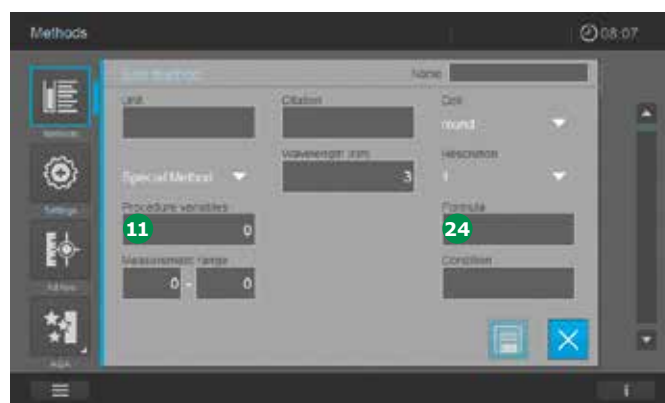 Methods
08:07
Name
Unit
Citation
Cell
round
Wavelength (nm)
Resolution
Special Method
3
1
Procedure variables
Formula
11
0
24
Measurement range
Condition
0 - 0
Methods
Settings
AQA
i